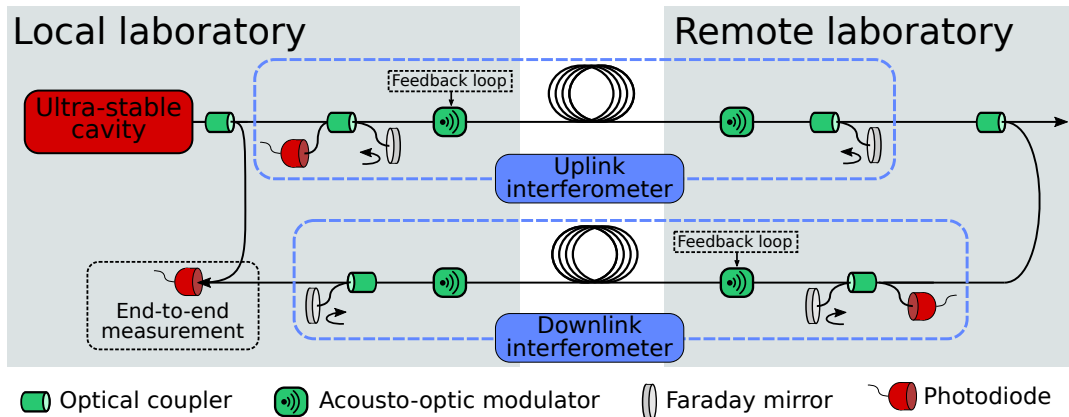 Local laboratory
Remote laboratory
Ultra-stable
cavity
Feedback loop
Uplink
interferometer
Feedback loop
End-to-end
measurement
Downlink
interferometer
Optical coupler
Acousto-optic modulator
Faraday mirror
Photodiode